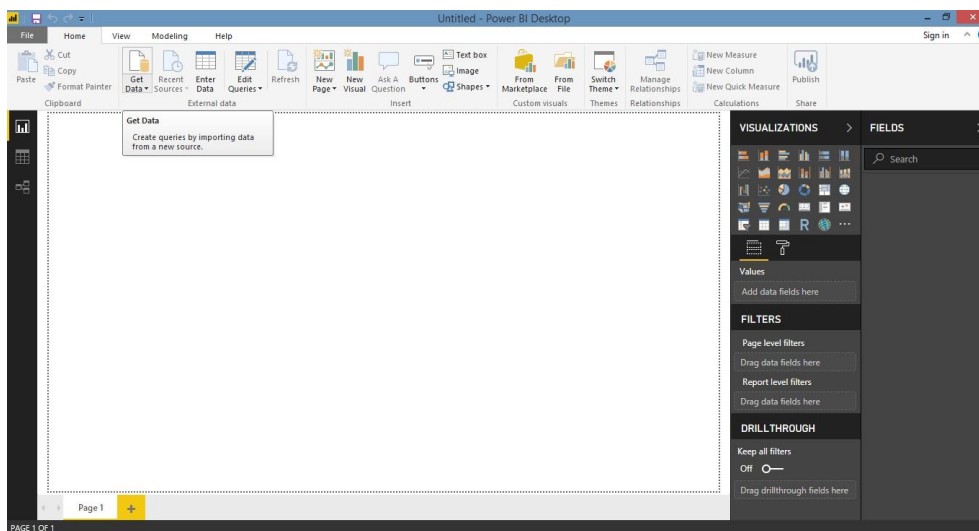 Untitled - Power BI Desktop
File Home View Modeling Help Sign in
Paste
Cut
Copy
Format Painter
Clipboard
Get Data
Recent Sources
Enter Data
Edit Queries
Refresh
External data
New Page
New Visual
Ask A Question
Buttons
Text box
Image
Shapes
Insert
From Marketplace
From File
Custom visuals
Switch Theme
Themes
Manage Relationships
Relationships
New Measure
New Column
New Quick Measure
Calculations
Publish
Share
Get Data
Create queries by importing data
from a new source.
VISUALIZATIONS
R
Values
Add data fields here
FILTERS
Page level filters
Drag data fields here
Report level filters
Drag data fields here
DRILLTHROUGH
Keep all filters
Off
Drag drillthrough fields here
FIELDS
Search
Page 1
PAGE 1 OF 1